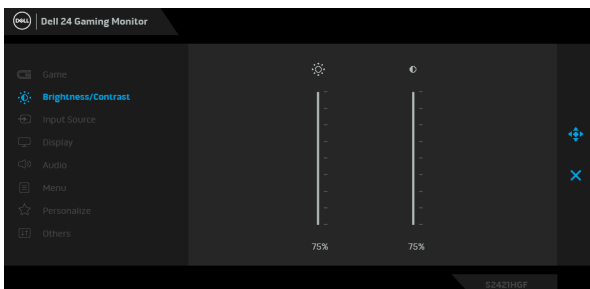 DELL Dell 24 Gaming Monitor
Game
Brightness/Contrast
Input Source
Display
Audio
Menu
Personalize
Others
75% 75%
S2421HGF